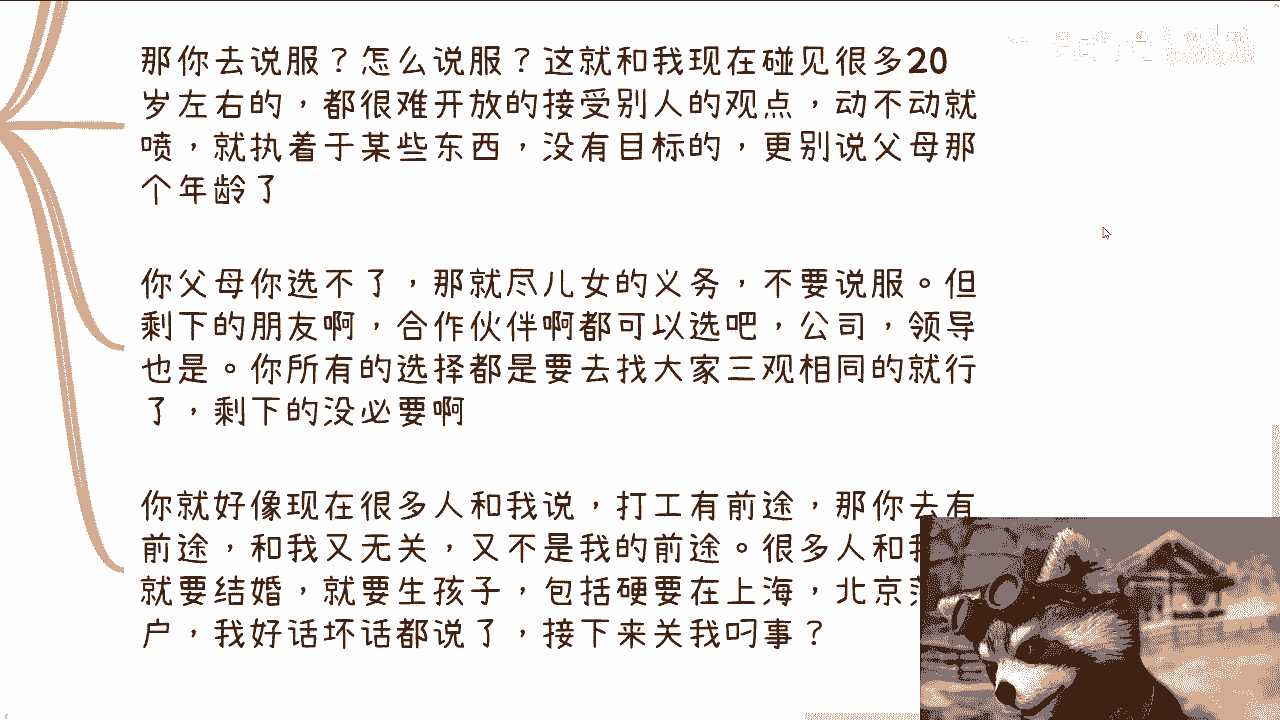 那你去说服？怎么说服？这就和我现在碰见很多20
岁左右的，都很难开放的接受别人的观点，动不动就
喷，就执着于某些东西，没有目标的，更别说父母那
个年龄了
你父母你选不了，那就尽儿女的义务，不要说服。但
剩下的朋友啊，合作伙伴啊都可以选吧，公司，领导
也是。你所有的选择都是要去找大家三观相同的就行
了，剩下的没必要啊
你就好像现在很多人和我说，打工有前途，那你去有
前途，和我又无关，又不是我的前途。很多人和我
就要结婚，就要生孩子，包括硬要在上海，北京
户，我好话坏话都说了，接下来关我叼事？